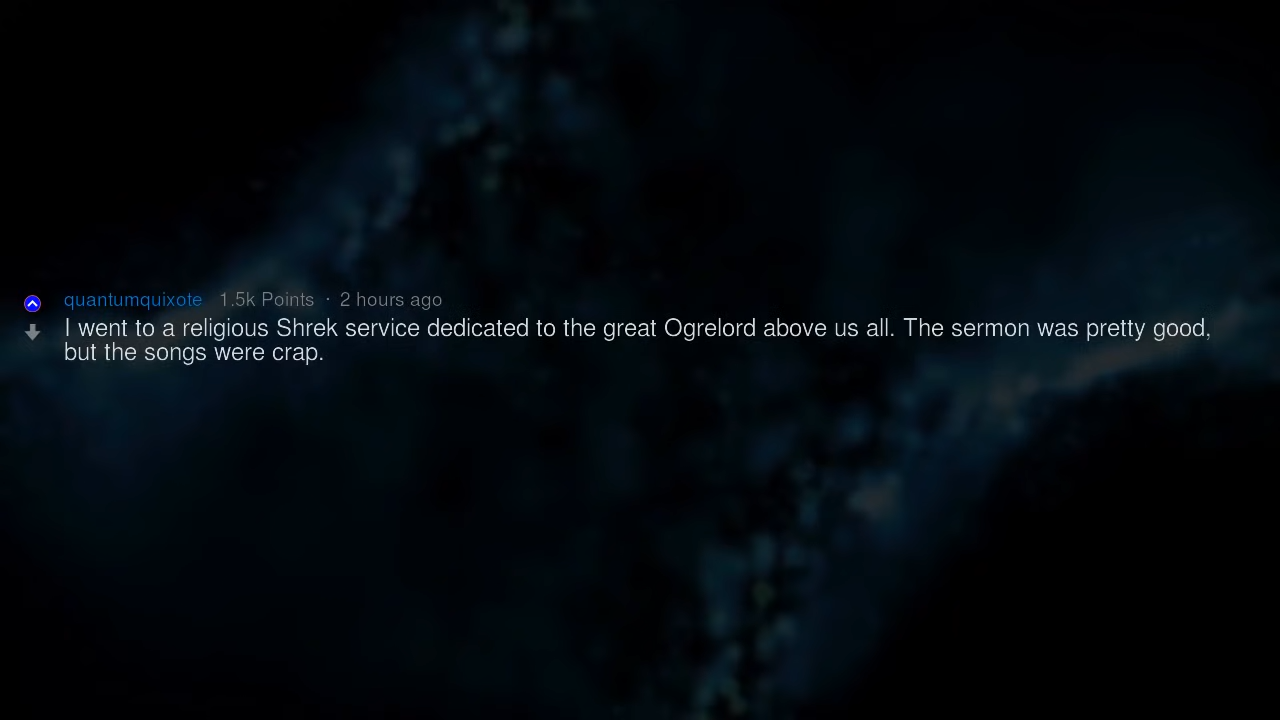 quantumquixote 1.5k Points · 2 hours ago
I went to a religious Shrek service dedicated to the great Ogrelord above us all. The sermon was pretty good,
but the songs were crap.